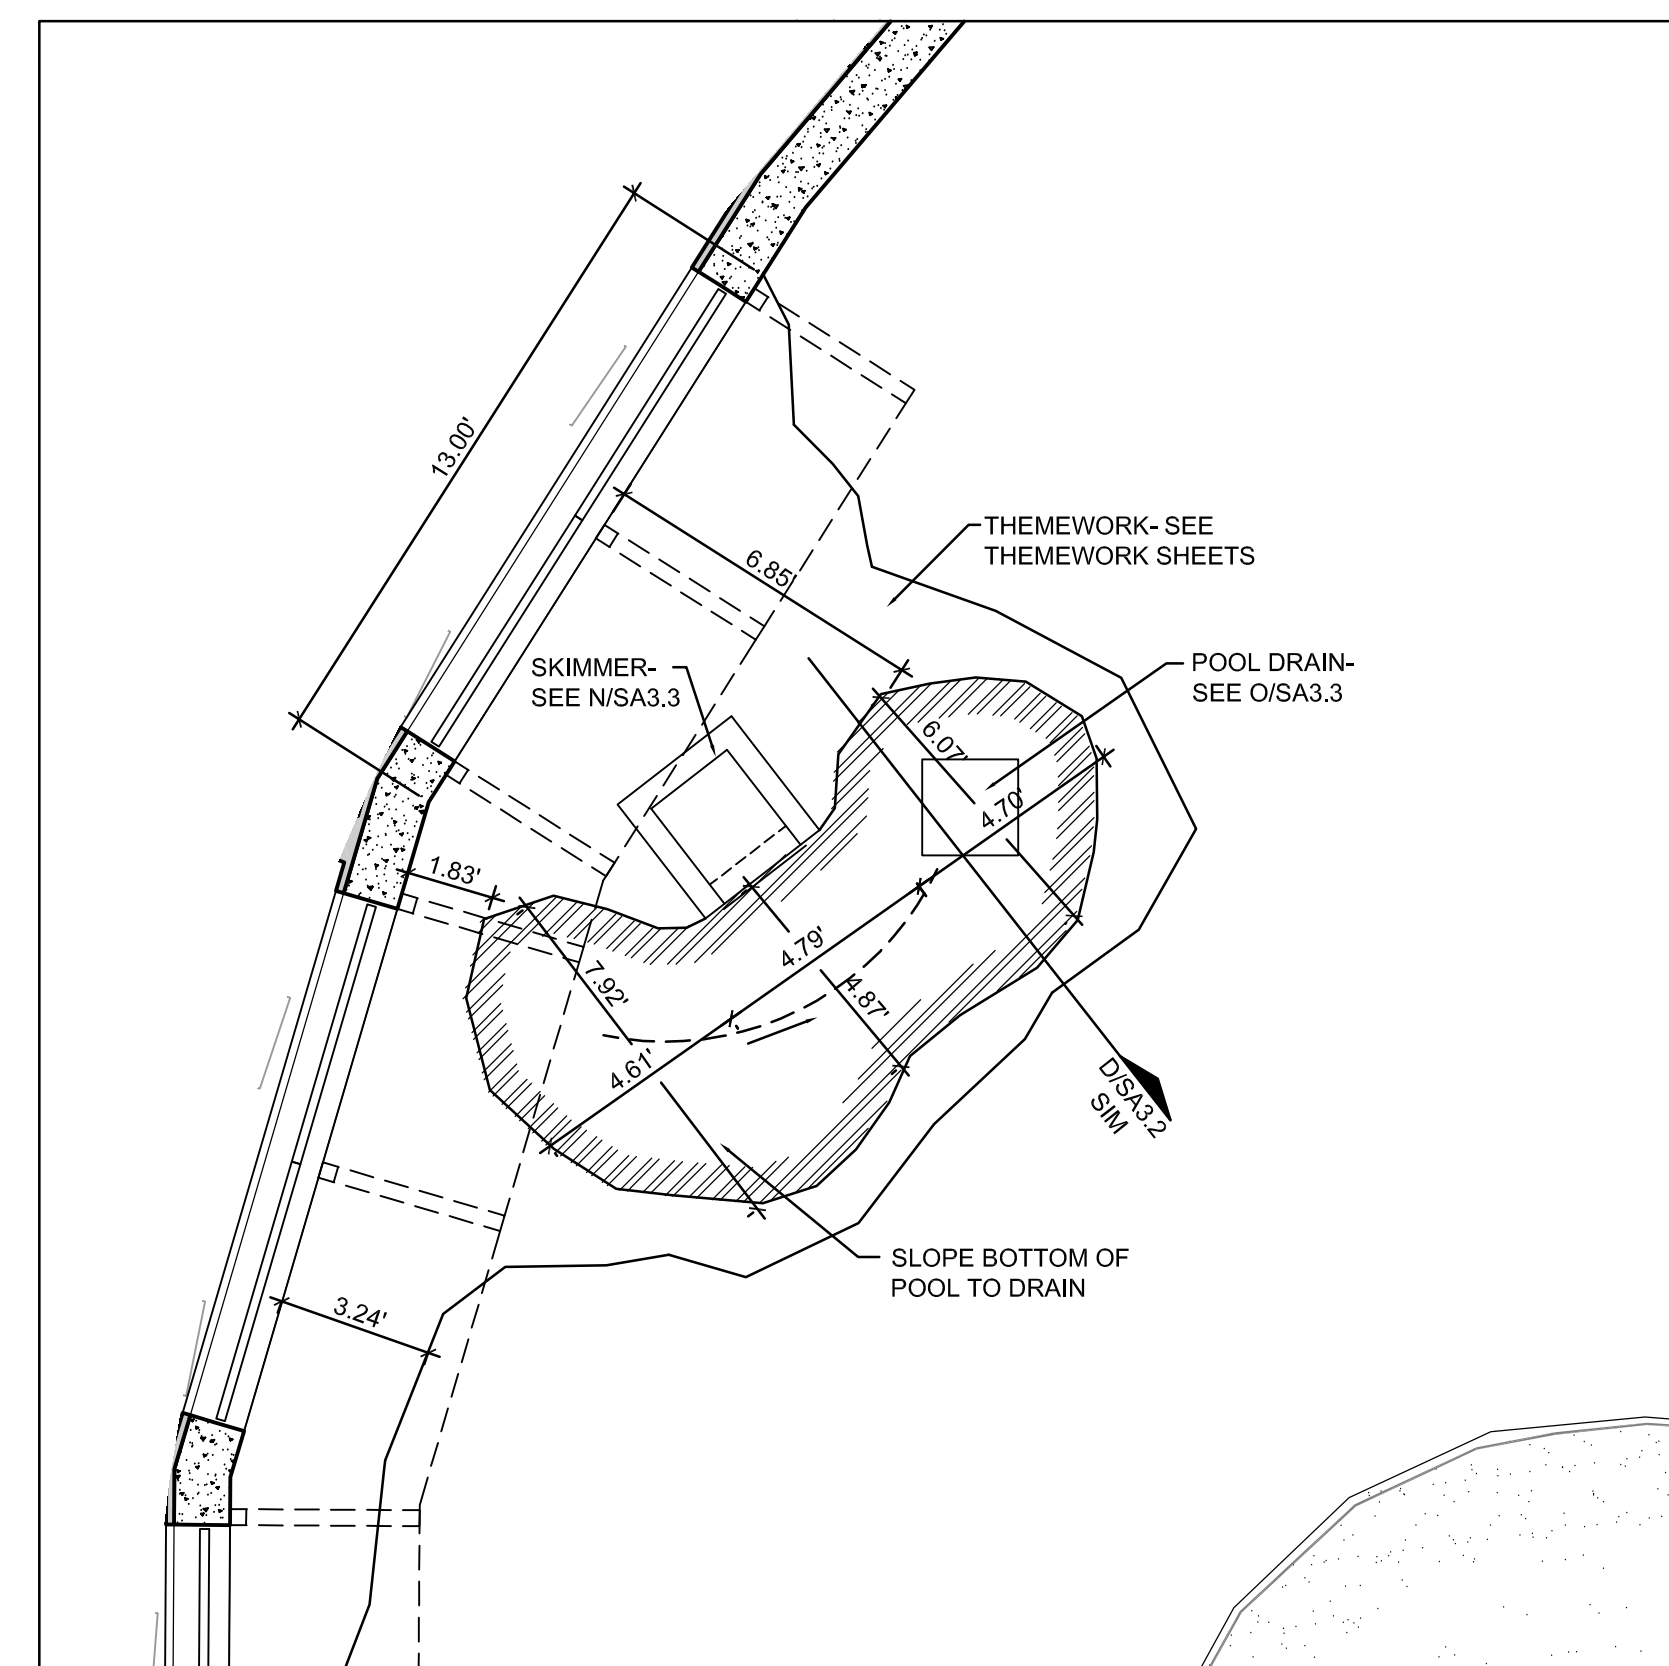 13.00'
THEMEWORK- SEE
THEMEWORK SHEETS
6.85'
SKIMMER-
SEE N/SA3.3
POOL DRAIN-
SEE O/SA3.3
6.07'
4.70'
1.83'
4.79'
7.92'
4.87'
4.61'
D/SA3.2
SIM
SLOPE BOTTOM OF
POOL TO DRAIN
3.24'